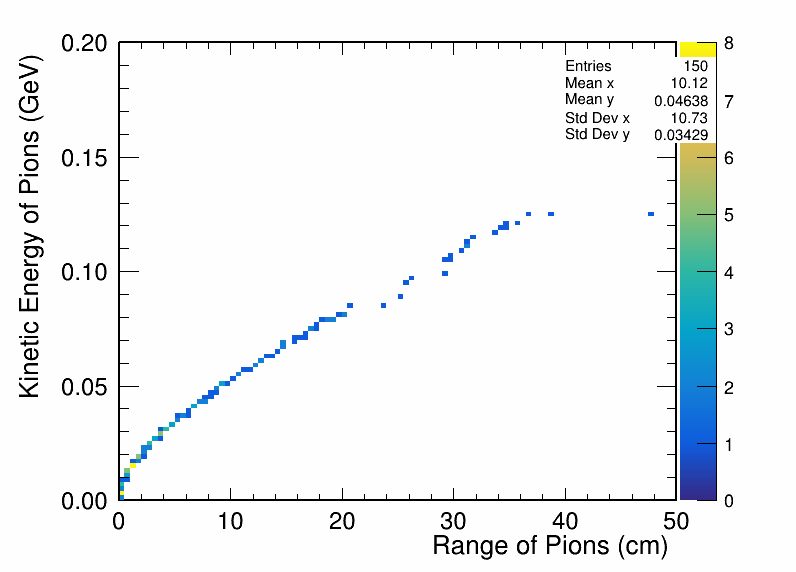 Kinetic Energy of Pions (GeV)
0.20
0.15
0.10
0.05
0.00
0 10 20 30 40 50
Range of Pions (cm)
Entries 150
Mean x 10.12
Mean y 0.04638
Std Dev x 10.73
Std Dev y 0.03429
8
7
6
5
4
3
2
1
0